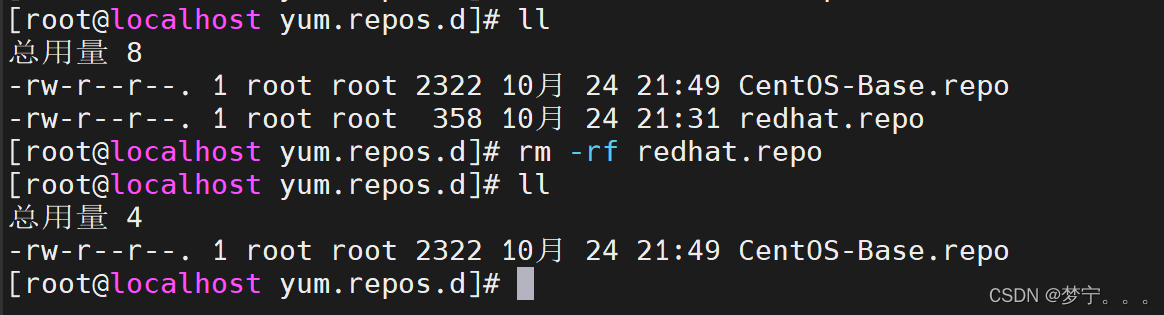 [root@localhost yum.repos.d]# ll
总用量 8
-rw-r--r--. 1 root root 2322 10月 24 21:49 CentOS-Base.repo
-rw-r--r--. 1 root root  358 10月 24 21:31 redhat.repo
[root@localhost yum.repos.d]# rm -rf redhat.repo
[root@localhost yum.repos.d]# ll
总用量 4
-rw-r--r--. 1 root root 2322 10月 24 21:49 CentOS-Base.repo
[root@localhost yum.repos.d]#
CSDN @梦宁。。。